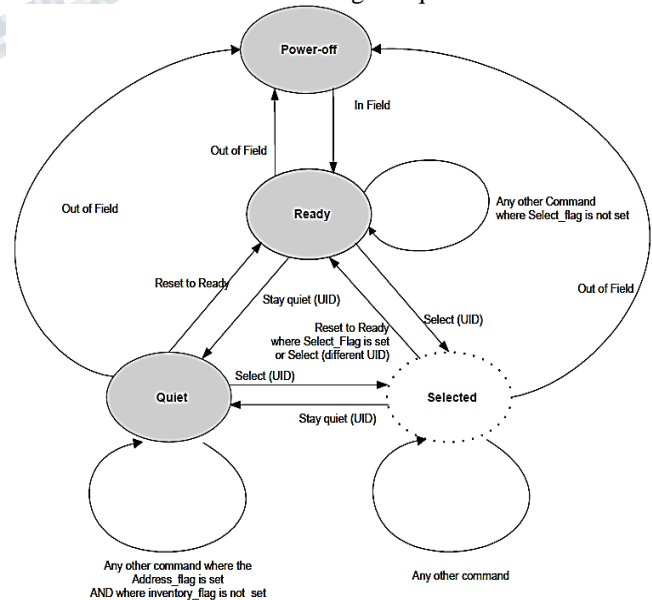 Power-off
In Field
Out of Field
Ready
Any other Command
where Select_flag is not set
Out of Field
Reset to Ready
Stay quiet (UID)
Out of Field
Select (UID)
Reset to Ready
where Select_Flag is set
or Select (different UID)
Select (UID)
Quiet
Selected
Stay quiet (UID)
Any other command where the
Address_flag is set
AND where inventory_flag is not set
Any other command